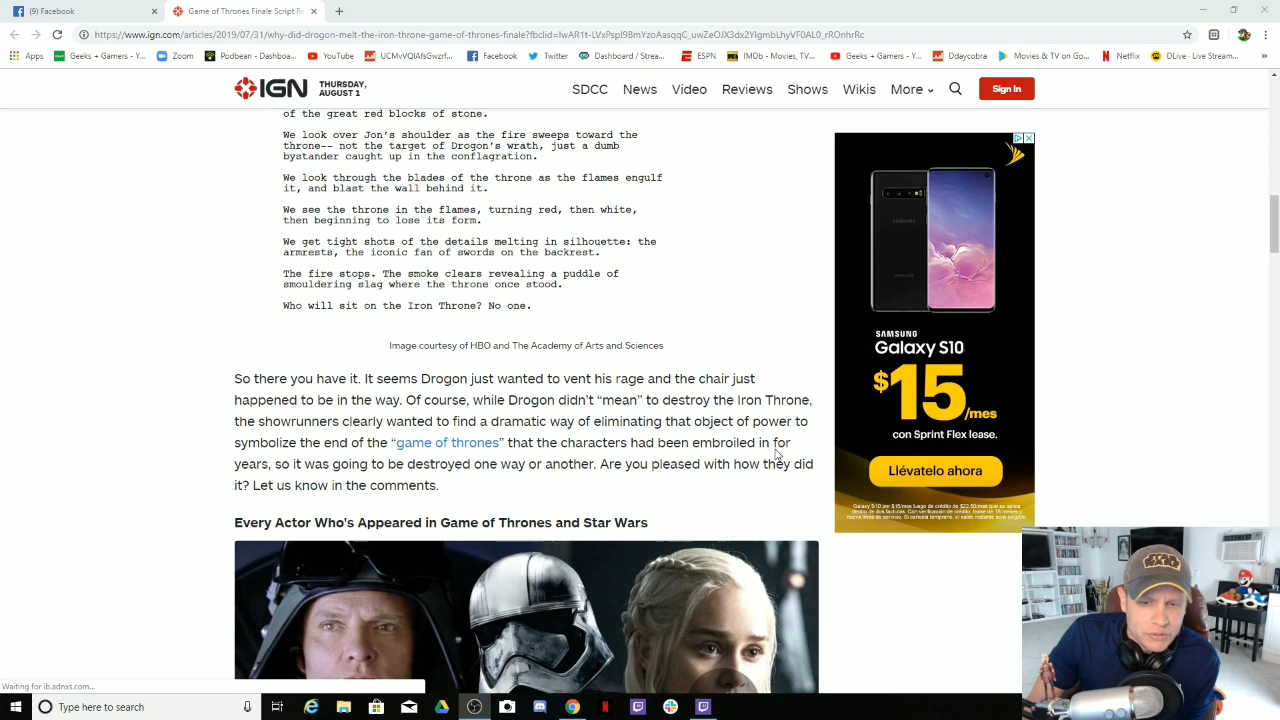 (9) Facebook
Game of Thrones Finale Script Re
https://www.ign.com/articles/2019/07/31/why-did-drogon-melt-the-iron-throne-game-of-thrones-finale?fbclid=IwAR1t-LVxPspI98mYzoAasqqC_uwZeOJX3dx2YIgmbLhyVF0AL0_rROnhrRc
Apps
Geeks + Gamers - Y...
Zoom
Podbean - Dashboa...
YouTube
UCMvVQIAfsGwzrf...
Facebook
Twitter
Dashboard / Strea...
ESPN
IMDb - Movies, TV...
Geeks + Gamers - Y...
Ddaycobra
Movies & TV on Go...
Netflix
DLive · Live Stream...
»
IGN
THURSDAY,
AUGUST 1
SDCC
News
Video
Reviews
Shows
Wikis
More
Sign In
of the great red blocks of stone.
We look over Jon's shoulder as the fire sweeps toward the
throne-- not the target of Drogon's wrath, just a dumb
bystander caught up in the conflagration.
We look through the blades of the throne as the flames engulf
it, and blast the wall behind it.
We see the throne in the flames, turning red, then white,
then beginning to lose its form.
We get tight shots of the details melting in silhouette: the
armrests, the iconic fan of swords on the backrest.
The fire stops. The smoke clears revealing a puddle of
smouldering slag where the throne once stood.
Who will sit on the Iron Throne? No one.
Image courtesy of HBO and The Academy of Arts and Sciences
So there you have it. It seems Drogon just wanted to vent his rage and the chair just
happened to be in the way. Of course, while Drogon didn't “mean” to destroy the Iron Throne,
the showrunners clearly wanted to find a dramatic way of eliminating that object of power to
symbolize the end of the “game of thrones” that the characters had been embroiled in for
years, so it was going to be destroyed one way or another. Are you pleased with how they did
it? Let us know in the comments.
Every Actor Who's Appeared in Game of Thrones and Star Wars
SAMSUNG
Galaxy S10
$15/mes
con Sprint Flex lease.
Llévatelo ahora
STAR
WARS
Waiting for ib.adnxs.com...
Type here to search